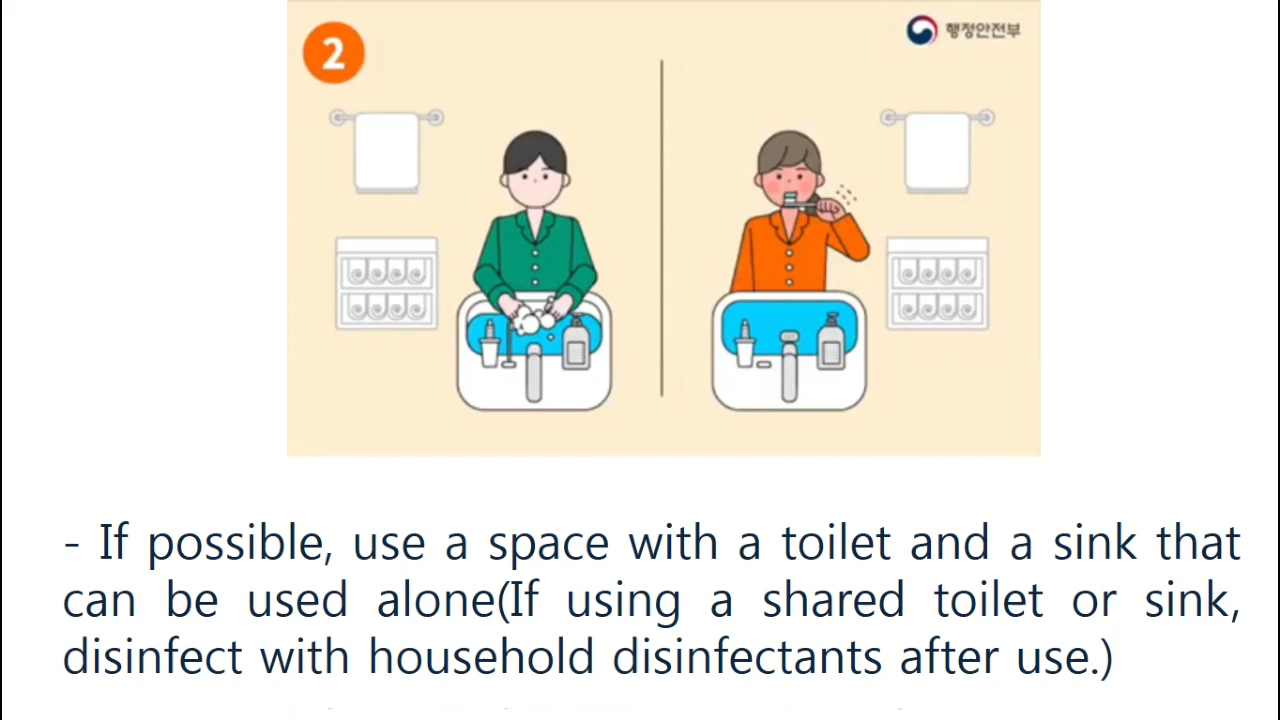 2
행정안전부
- If possible, use a space with a toilet and a sink that
can be used alone(If using a shared toilet or sink,
disinfect with household disinfectants after use.)